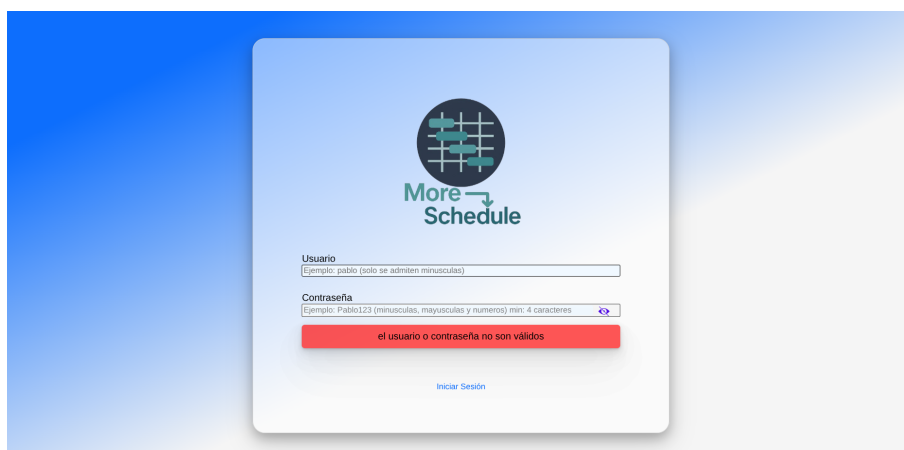 More
Schedule
Usuario
Ejemplo: pablo (solo se admiten minusculas)
Contraseña
Ejemplo: Pablo123 (minusculas, mayusculas y numeros) min: 4 caracteres
el usuario o contraseña no son válidos
Iniciar Sesión